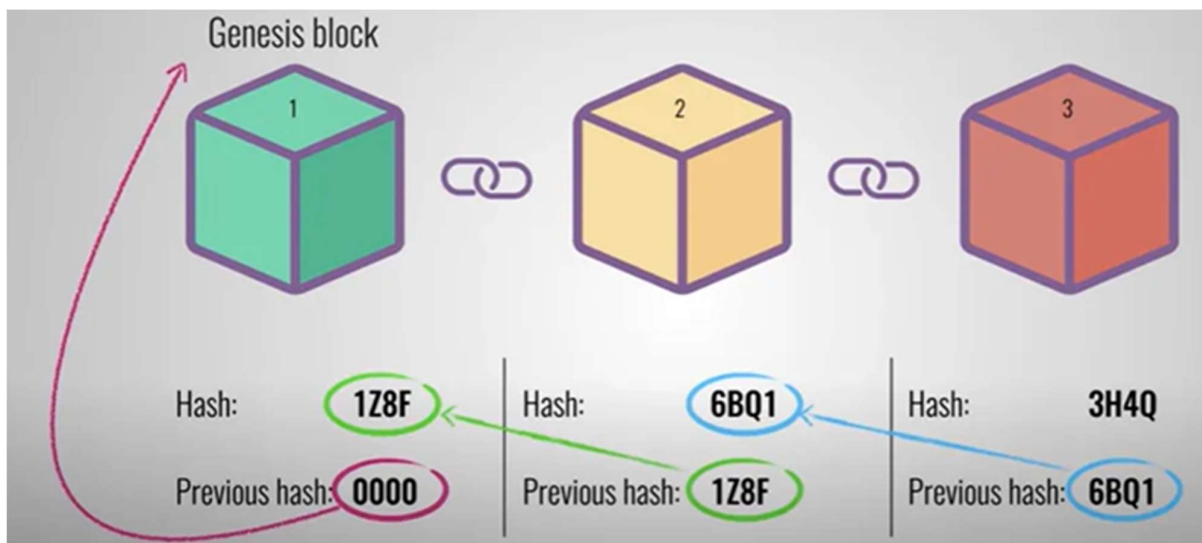 Genesis block
1
2
3
Hash: 1Z8F
Previous hash: 0000
Hash: 6BQ1
Previous hash: 1Z8F
Hash: 3H4Q
Previous hash: 6BQ1